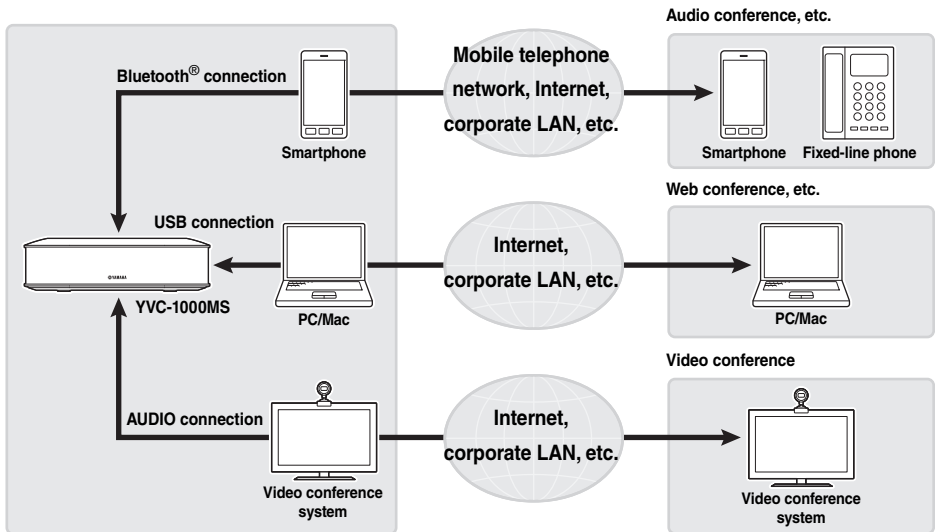 Audio conference, etc.
Bluetooth® connection
Mobile telephone
network, Internet,
corporate LAN, etc.
Smartphone
Smartphone
Fixed-line phone
Web conference, etc.
USB connection
Internet,
corporate LAN, etc.
YAMAHA
YVC-1000MS
PC/Mac
PC/Mac
Video conference
AUDIO connection
Internet,
corporate LAN, etc.
Video conference
system
Video conference
system